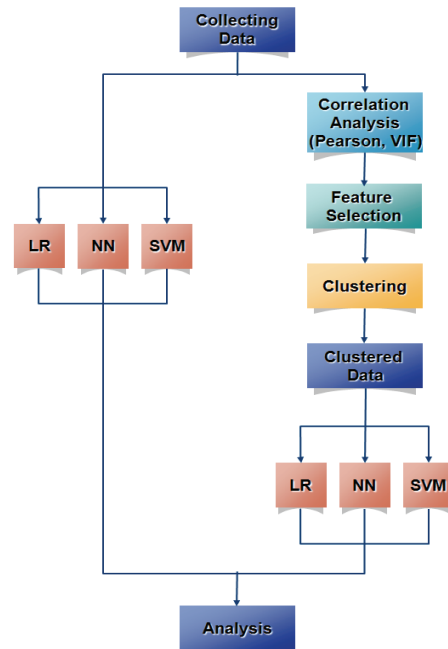 Collecting
Data
Correlation
Analysis
(Pearson, VIF)
Feature
Selection
LR
NN
SVM
Clustering
Clustered
Data
LR
NN
SVM
Analysis